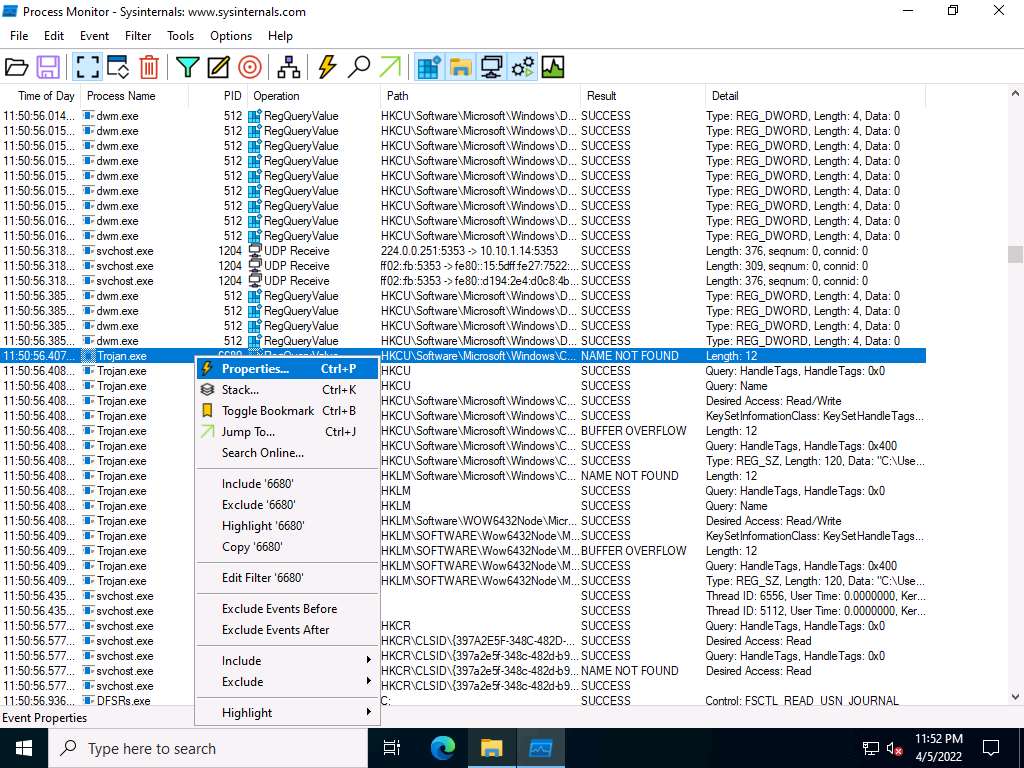 Process Monitor - Sysinternals: www.sysinternals.com
File Edit Event Filter Tools Options Help
Time of Day Process Name PID Operation Path Result Detail
11:50:56.014... dwm.exe 512 RegQueryValue HKCU\Software\Microsoft\Windows\D... SUCCESS Type: REG_DWORD, Length: 4, Data: 0
11:50:56.015... dwm.exe 512 RegQueryValue HKCU\Software\Microsoft\Windows\D... SUCCESS Type: REG_DWORD, Length: 4, Data: 0
11:50:56.015... dwm.exe 512 RegQueryValue HKCU\Software\Microsoft\Windows\D... SUCCESS Type: REG_DWORD, Length: 4, Data: 0
11:50:56.015... dwm.exe 512 RegQueryValue HKCU\Software\Microsoft\Windows\D... SUCCESS Type: REG_DWORD, Length: 4, Data: 0
11:50:56.015... dwm.exe 512 RegQueryValue HKCU\Software\Microsoft\Windows\D... SUCCESS Type: REG_DWORD, Length: 4, Data: 0
11:50:56.015... dwm.exe 512 RegQueryValue HKCU\Software\Microsoft\Windows\D... SUCCESS Type: REG_DWORD, Length: 4, Data: 0
11:50:56.015... dwm.exe 512 RegQueryValue HKCU\Software\Microsoft\Windows\D... SUCCESS Type: REG_DWORD, Length: 4, Data: 0
11:50:56.016... dwm.exe 512 RegQueryValue HKCU\Software\Microsoft\Windows\D... SUCCESS Type: REG_DWORD, Length: 4, Data: 0
11:50:56.016... dwm.exe 512 RegQueryValue HKCU\Software\Microsoft\Windows\D... SUCCESS Type: REG_DWORD, Length: 4, Data: 0
11:50:56.318... svchost.exe 1204 UDP Receive 224.0.0.251:5353 -> 10.10.1.14:5353 SUCCESS Length: 376, seqnum: 0, connid: 0
11:50:56.318... svchost.exe 1204 UDP Receive ff02::fb:5353 -> fe80::15:5dff:fe27:7522:... SUCCESS Length: 309, seqnum: 0, connid: 0
11:50:56.318... svchost.exe 1204 UDP Receive ff02::fb:5353 -> fe80::d194:2e4:d0c8:4b... SUCCESS Length: 376, seqnum: 0, connid: 0
11:50:56.385... dwm.exe 512 RegQueryValue HKCU\Software\Microsoft\Windows\D... SUCCESS Type: REG_DWORD, Length: 4, Data: 0
11:50:56.385... dwm.exe 512 RegQueryValue HKCU\Software\Microsoft\Windows\D... SUCCESS Type: REG_DWORD, Length: 4, Data: 0
11:50:56.385... dwm.exe 512 RegQueryValue HKCU\Software\Microsoft\Windows\D... SUCCESS Type: REG_DWORD, Length: 4, Data: 0
11:50:56.385... dwm.exe 512 RegQueryValue HKCU\Software\Microsoft\Windows\D... SUCCESS Type: REG_DWORD, Length: 4, Data: 0
11:50:56.407... Trojan.exe 6680 RegQueryValue HKCU\Software\Microsoft\Windows\C... NAME NOT FOUND Length: 12
11:50:56.408... Trojan.exe HKCU SUCCESS Query: HandleTags, HandleTags: 0x0
11:50:56.408... Trojan.exe HKCU SUCCESS Query: Name
11:50:56.408... Trojan.exe HKCU\Software\Microsoft\Windows\C... SUCCESS Desired Access: Read/Write
11:50:56.408... Trojan.exe HKCU\Software\Microsoft\Windows\C... SUCCESS KeySetInformationClass: KeySetHandleTags...
11:50:56.408... Trojan.exe HKCU\Software\Microsoft\Windows\C... BUFFER OVERFLOW Length: 12
11:50:56.408... Trojan.exe HKCU\Software\Microsoft\Windows\C... SUCCESS Query: HandleTags, HandleTags: 0x400
11:50:56.408... Trojan.exe HKCU\Software\Microsoft\Windows\C... SUCCESS Type: REG_SZ, Length: 120, Data: "C:\Use...
11:50:56.408... Trojan.exe HKCU\Software\Microsoft\Windows\C... NAME NOT FOUND Length: 12
11:50:56.408... Trojan.exe HKLM SUCCESS Query: HandleTags, HandleTags: 0x0
11:50:56.408... Trojan.exe HKLM SUCCESS Query: Name
11:50:56.408... Trojan.exe HKLM\Software\WOW6432Node\Micr... SUCCESS Desired Access: Read/Write
11:50:56.409... Trojan.exe HKLM\SOFTWARE\Wow6432Node\M... SUCCESS KeySetInformationClass: KeySetHandleTags...
11:50:56.409... Trojan.exe HKLM\SOFTWARE\Wow6432Node\M... BUFFER OVERFLOW Length: 12
11:50:56.409... Trojan.exe HKLM\SOFTWARE\Wow6432Node\M... SUCCESS Query: HandleTags, HandleTags: 0x400
11:50:56.409... Trojan.exe HKLM\SOFTWARE\Wow6432Node\M... SUCCESS Type: REG_SZ, Length: 120, Data: "C:\Use...
11:50:56.435... svchost.exe SUCCESS Thread ID: 6556, User Time: 0.0000000, Ker...
11:50:56.435... svchost.exe SUCCESS Thread ID: 5112, User Time: 0.0000000, Ker...
11:50:56.577... svchost.exe HKCR SUCCESS Query: HandleTags, HandleTags: 0x0
11:50:56.577... svchost.exe HKCR\CLSID\{397A2E5F-348C-482D-... SUCCESS Desired Access: Read
11:50:56.577... svchost.exe HKCR\CLSID\{397a2e5f-348c-482d-b9... SUCCESS Query: HandleTags, HandleTags: 0x0
11:50:56.577... svchost.exe HKCR\CLSID\{397a2e5f-348c-482d-b9... NAME NOT FOUND Desired Access: Read
11:50:56.577... svchost.exe HKCR\CLSID\{397a2e5f-348c-482d-b9... SUCCESS
11:50:56.936... DFSRs.exe C: SUCCESS Control: FSCTL_READ_USN_JOURNAL
Properties... Ctrl+P
Stack... Ctrl+K
Toggle Bookmark Ctrl+B
Jump To... Ctrl+J
Search Online...
Include '6680'
Exclude '6680'
Highlight '6680'
Copy '6680'
Edit Filter '6680'
Exclude Events Before
Exclude Events After
Include
Exclude
Highlight
Event Properties
Type here to search
11:52 PM
4/5/2022